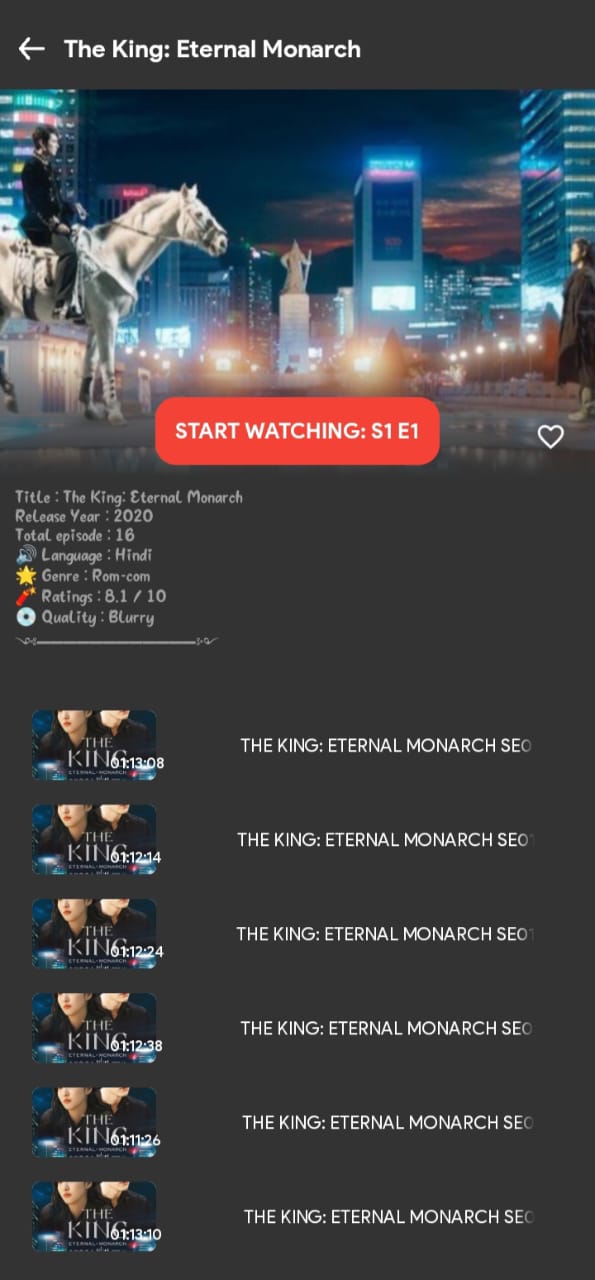 The King: Eternal Monarch
START WATCHING: S1 E1
Title : The King: Eternal Monarch
Release Year : 2020
Total episode : 16
🔊 Language : Hindi
🌟 Genre : Rom-com
🧨 Ratings : 8.1 / 10
💿 Quality : Blurry
THE
KING
ETERNAL MONARCH
01:13:08
THE KING: ETERNAL MONARCH SE0
THE
KING
ETERNAL MONARCH
01:12:14
THE KING: ETERNAL MONARCH SE01
THE
KING
ETERNAL MONARCH
01:12:24
THE KING: ETERNAL MONARCH SE01
THE
KING
ETERNAL MONARCH
01:12:38
THE KING: ETERNAL MONARCH SE0
THE
KING
ETERNAL MONARCH
01:11:26
THE KING: ETERNAL MONARCH SE0
THE
KING
ETERNAL MONARCH
01:13:10
THE KING: ETERNAL MONARCH SE0